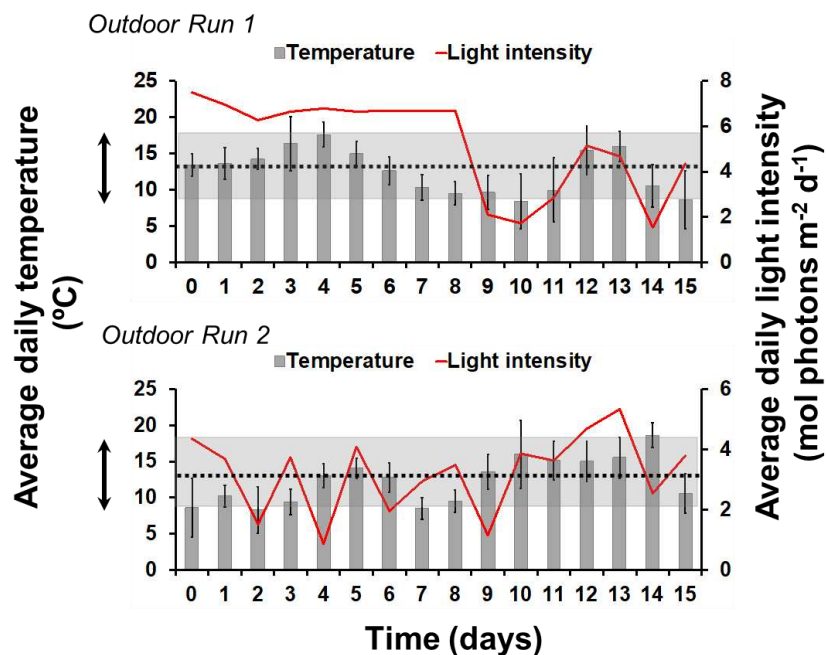 Outdoor Run 1
Temperature Light intensity
25
20
15
10
5
0
8
6
4
2
0
0 1 2 3 4 5 6 7 8 9 10 11 12 13 14 15
Outdoor Run 2
Temperature Light intensity
25
20
15
10
5
0
6
4
2
0
0 1 2 3 4 5 6 7 8 9 10 11 12 13 14 15
Time (days)
Average daily temperature
(ºC)
Average daily light intensity
(mol photons m⁻² d⁻¹)